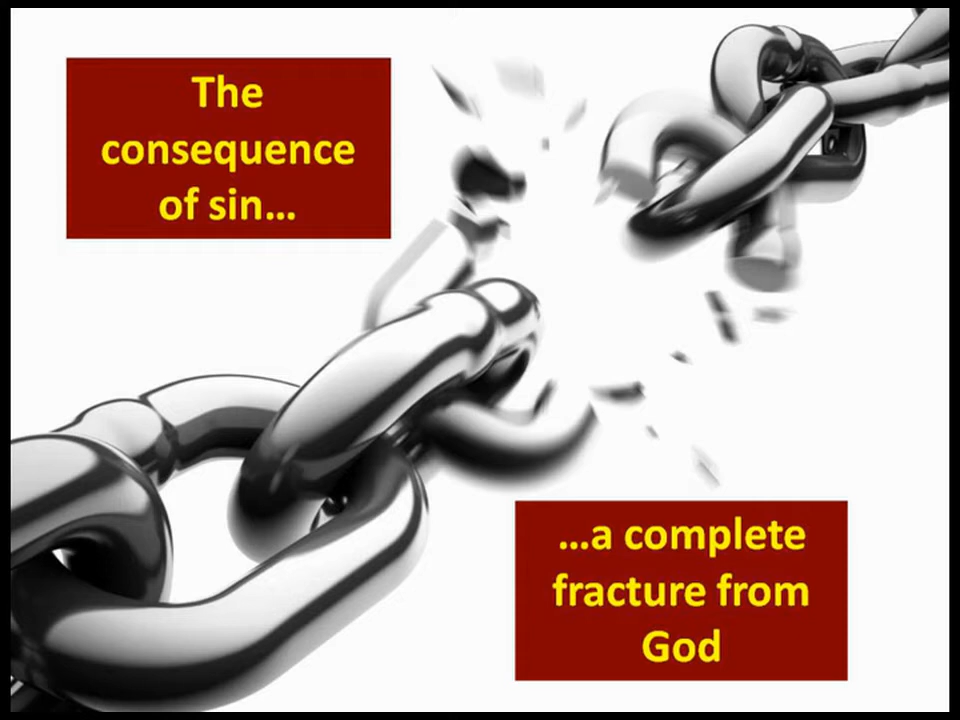 The
consequence
of sin...
...a complete
fracture from
God